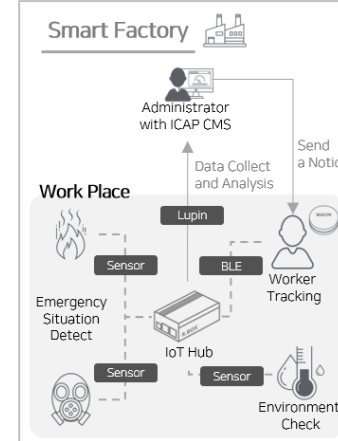 Smart Factory
Administrator
with ICAP CMS
Send
a Notic
Data Collect
and Analysis
Work Place
Lupin
BEACON
Sensor
BLE
Worker
Tracking
Emergency
Situation
Detect
IoT Hub
Sensor
Sensor
Environment
Check